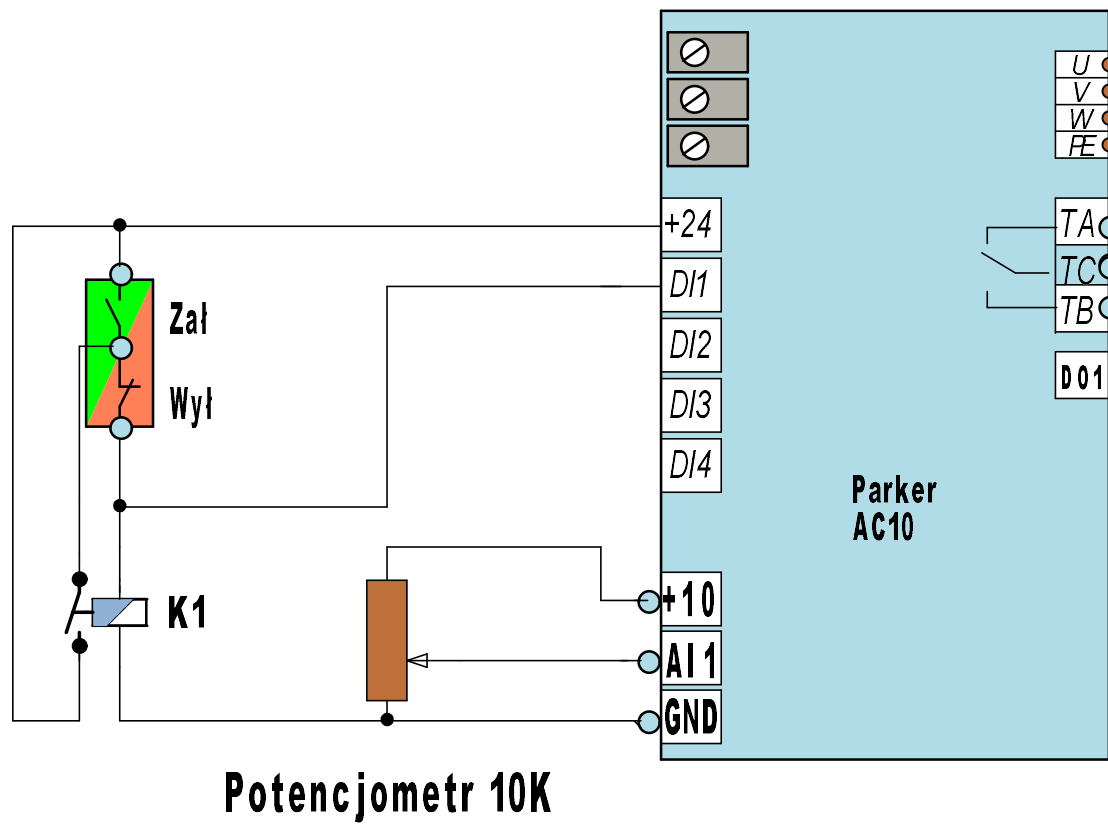 U
V
W
PE
+24
TA
DI1
TC
TB
Zał
DI2
DO1
Wył
DI3
DI4
Parker
AC10
K1
+10
AI1
GND
Potencjometr 10K